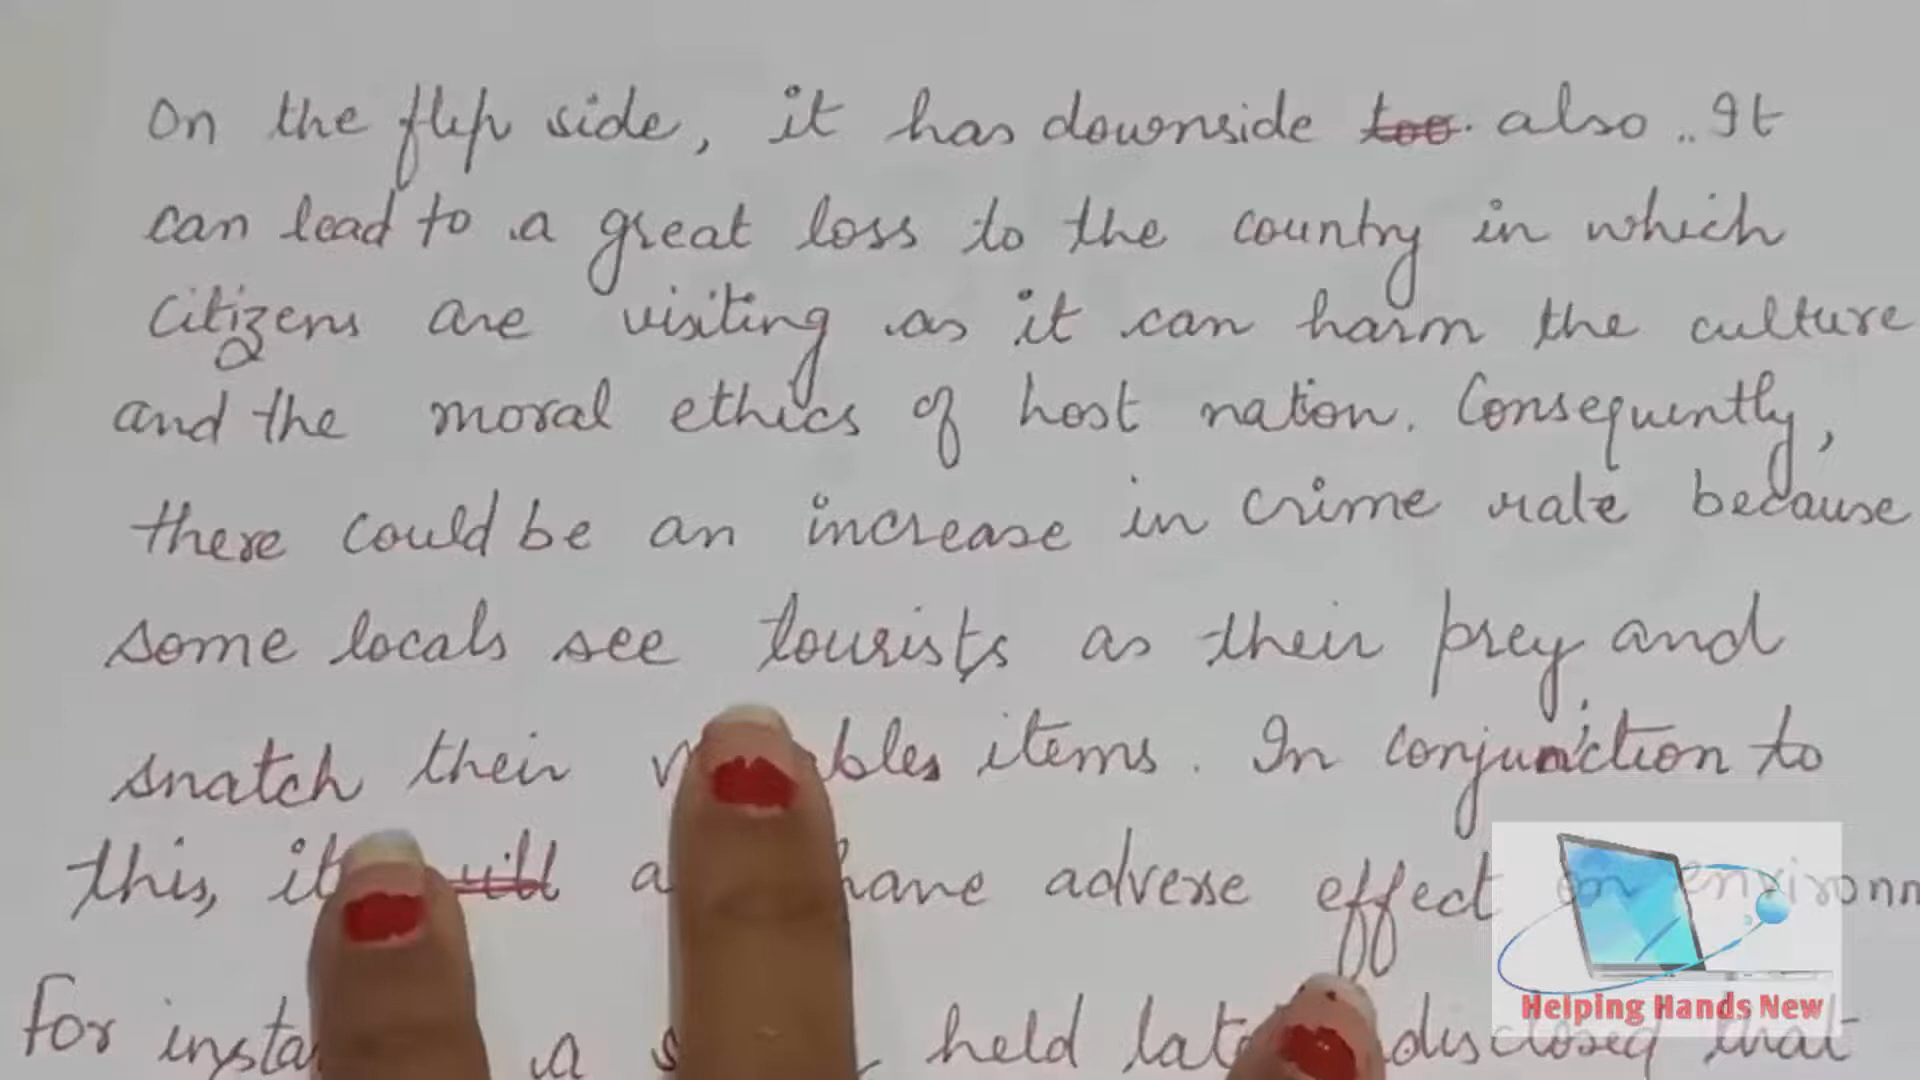 On the flip side, it has downside too. also.. It
can lead to a great loss to the country in which
citizens are visiting as it can harm the culture
and the moral ethics of host nation. Consequently,
there could be an increase in crime rate because
some locals see tourists as their prey and
snatch their items. In conjunction to
this, it will have adverse effect on
For a held disclosed that
Helping Hands New